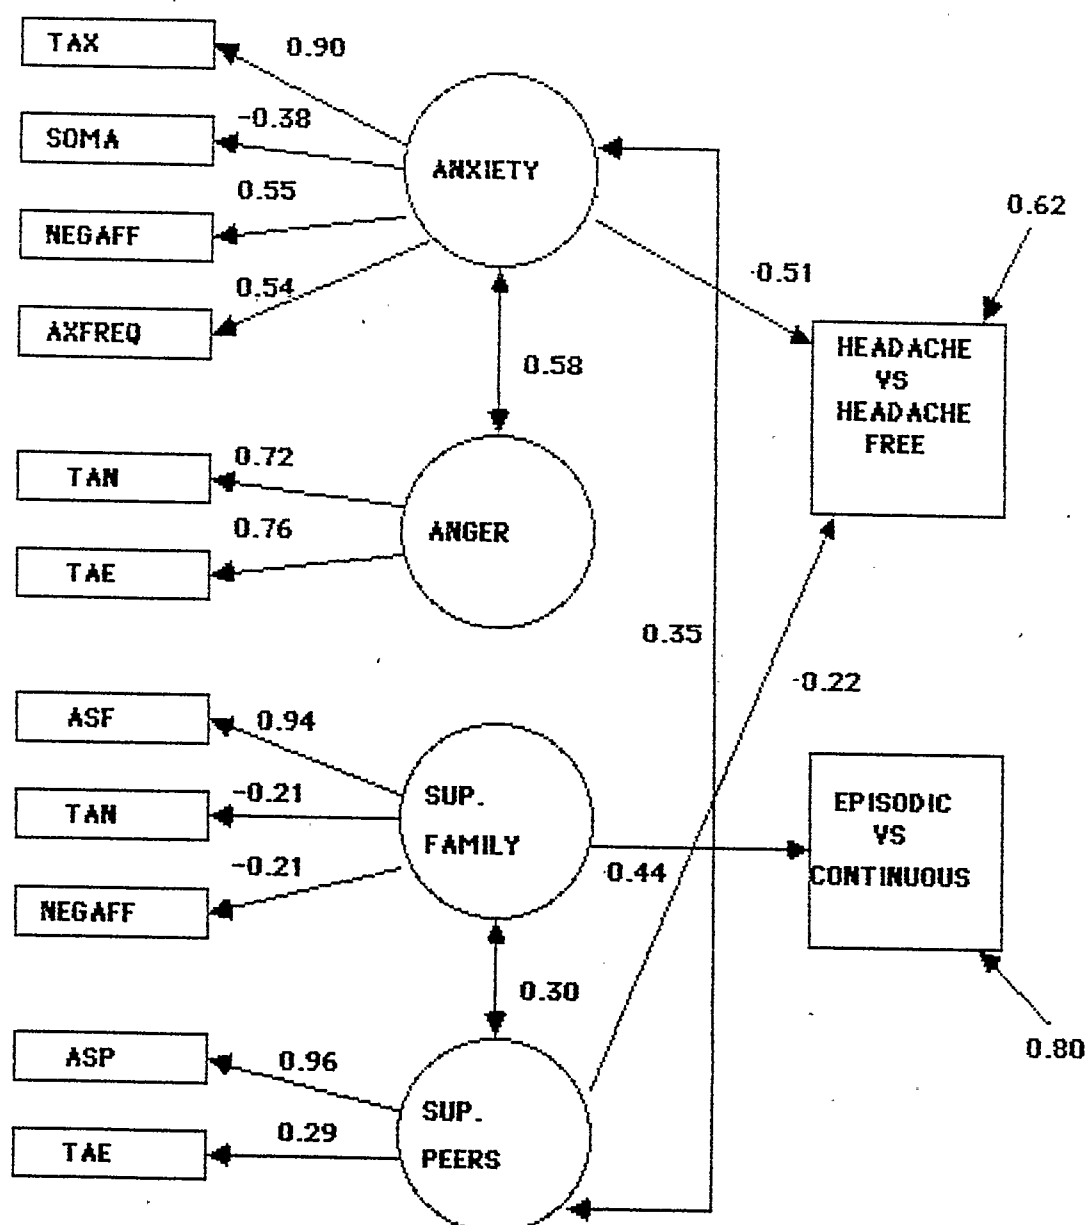 TAX
0.90
SOMA
-0.38
ANXIETY
0.55
NEGAFF
0.62
0.54
-0.51
AXFREQ
HEADACHE
VS
HEADACHE
FREE
0.58
0.72
TAN
ANGER
0.76
TAE
0.35
-0.22
ASF
0.94
SUP.
FAMILY
-0.21
TAN
EPISODIC
VS
CONTINUOUS
-0.21
0.44
NEGAFF
0.30
0.80
ASP
0.96
SUP.
PEERS
0.29
TAE